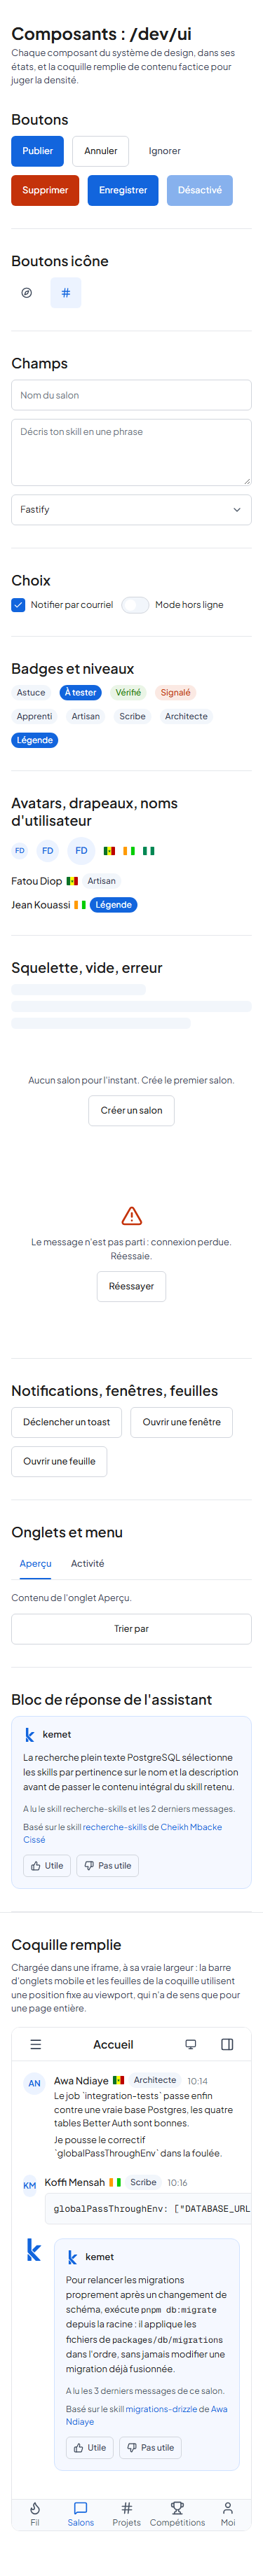 Composants : /dev/ui
Chaque composant du système de design, dans ses
états, et la coquille remplie de contenu factice pour
juger la densité.
Boutons
Publier
Annuler
Ignorer
Supprimer
Enregistrer
Désactivé
Boutons icône
Champs
Nom du salon
Décris ton skill en une phrase
Fastify
Choix
Notifier par courriel
Mode hors ligne
Badges et niveaux
Astuce
À tester
Vérifié
Signalé
Apprenti
Artisan
Scribe
Architecte
Légende
Avatars, drapeaux, noms
d'utilisateur
FD
FD
FD
Fatou Diop
Artisan
Jean Kouassi
Légende
Squelette, vide, erreur
Aucun salon pour l'instant. Crée le premier salon.
Créer un salon
Le message n'est pas parti : connexion perdue.
Réessaie.
Réessayer
Notifications, fenêtres, feuilles
Déclencher un toast
Ouvrir une fenêtre
Ouvrir une feuille
Onglets et menu
Aperçu
Activité
Contenu de l'onglet Aperçu.
Trier par
Bloc de réponse de l'assistant
kemet
La recherche plein texte PostgreSQL sélectionne
les skills par pertinence sur le nom et la description
avant de passer le contenu intégral du skill retenu.
A lu le skill recherche-skills et les 2 derniers messages.
Basé sur le skill recherche-skills de Cheikh Mbacke
Cissé
Utile
Pas utile
Coquille remplie
Chargée dans une iframe, à sa vraie largeur : la barre
d'onglets mobile et les feuilles de la coquille utilisent
une position fixe au viewport, qui n'a de sens que pour
une page entière.
Accueil
AN
Awa Ndiaye
Architecte
10:14
Le job `integration-tests` passe enfin
contre une vraie base Postgres, les quatre
tables Better Auth sont bonnes.
Je pousse le correctif
`globalPassThroughEnv` dans la foulée.
KM
Koffi Mensah
Scribe
10:16
globalPassThroughEnv: ["DATABASE_URL
kemet
Pour relancer les migrations
proprement après un changement de
schéma, exécute pnpm db:migrate
depuis la racine : il applique les
fichiers de packages/db/migrations
dans l'ordre, sans jamais modifier une
migration déjà fusionnée.
A lu les 3 derniers messages de ce salon.
Basé sur le skill migrations-drizzle de Awa
Ndiaye
Utile
Pas utile
Fil
Salons
Projets
Compétitions
Moi